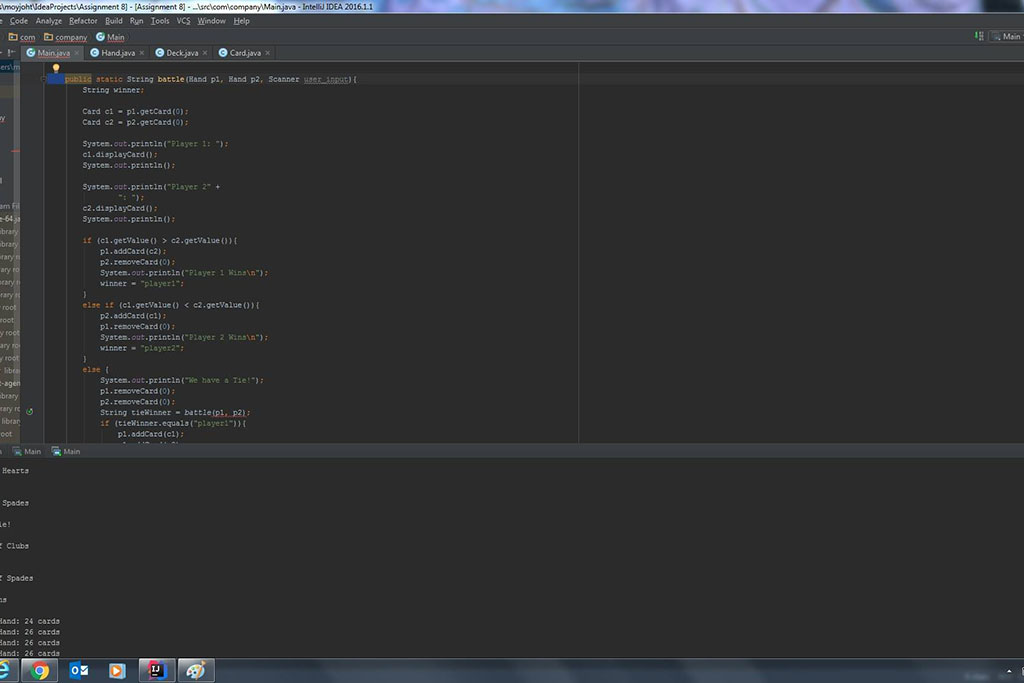 s\moyjoht\IdeaProjects\Assignment 8] - [Assignment 8] - ...\src\com\company\Main.java - IntelliJ IDEA 2016.1.1
e Code Analyze Refactor Build Run Tools VCS Window Help
com company Main
Main
Main.java Hand.java Deck.java Card.java
public static String battle(Hand p1, Hand p2, Scanner user_input){
String winner;
Card c1 = p1.getCard(0);
Card c2 = p2.getCard(0);
System.out.println("Player 1: ");
c1.displayCard();
System.out.println();
System.out.println("Player 2" +
": ");
c2.displayCard();
System.out.println();
if (c1.getValue() > c2.getValue()){
p1.addCard(c2);
p2.removeCard(0);
System.out.println("Player 1 Wins\n");
winner = "player1";
}
else if (c1.getValue() < c2.getValue()){
p2.addCard(c1);
p1.removeCard(0);
System.out.println("Player 2 Wins\n");
winner = "player2";
}
else {
System.out.println("We have a Tie!");
p1.removeCard(0);
p2.removeCard(0);
String tieWinner = battle(p1, p2);
if (tieWinner.equals("player1")){
p1.addCard(c1);
Main Main
Hearts
Spades
ie!
f Clubs
f Spades
ns
Hand: 24 cards
Hand: 26 cards
Hand: 26 cards
Hand: 26 cards